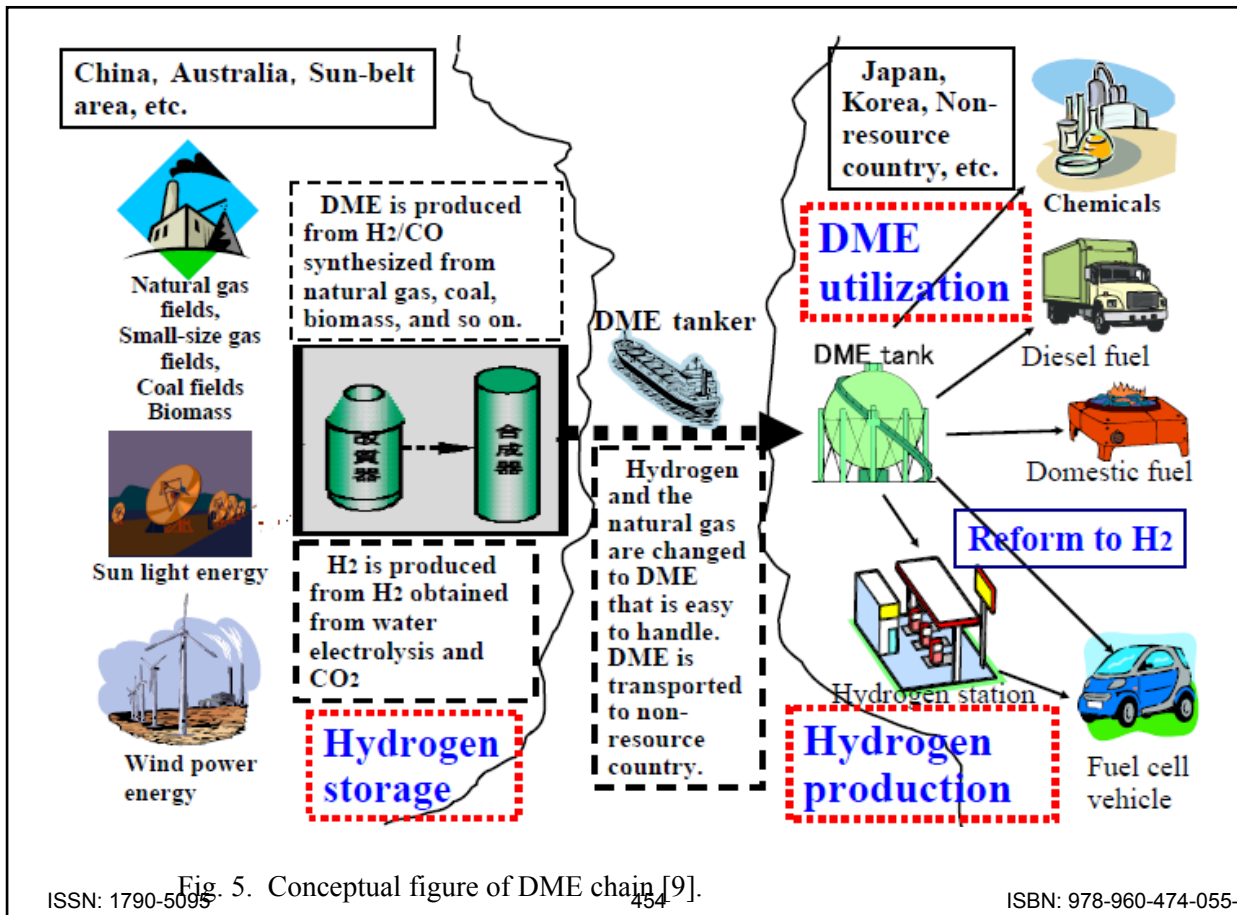 China, Australia, Sun-belt
area, etc.
Natural gas
fields,
Small-size gas
fields,
Coal fields
Biomass
Sun light energy
Wind power
energy
DME is produced
from H2/CO
synthesized from
natural gas, coal,
biomass, and so on.
改質器
合成器
H2 is produced
from H2 obtained
from water
electrolysis and
CO2
Hydrogen
storage
DME tanker
Hydrogen
and the
natural gas
are changed
to DME
that is easy
to handle.
DME is
transported
to non-
resource
country.
Japan,
Korea, Non-
resource
country, etc.
DME
utilization
DME tank
Chemicals
Diesel fuel
Domestic fuel
Reform to H2
Hydrogen station
Hydrogen
production
Fuel cell
vehicle
Fig. 5. Conceptual figure of DME chain [9].
ISSN: 1790-5095
454
ISBN: 978-960-474-055-